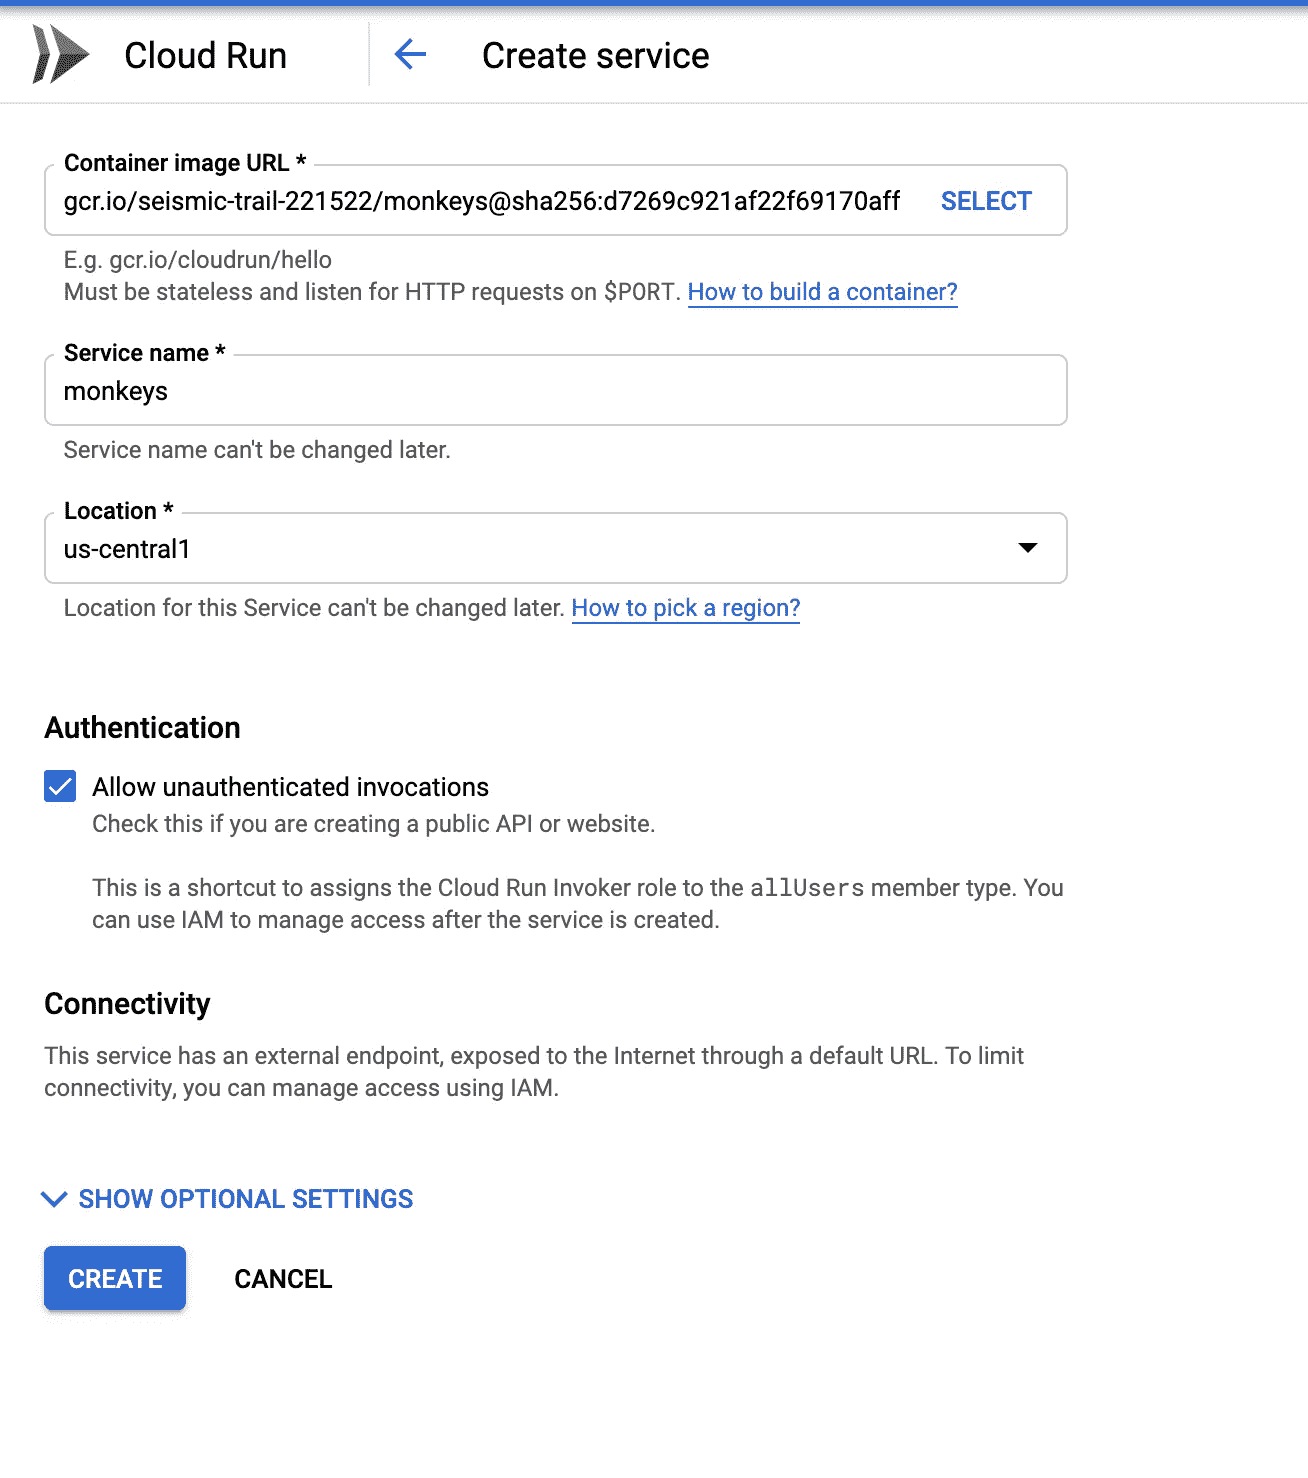 Cloud Run
Create service
Container image URL *
gcr.io/seismic-trail-221522/monkeys@sha256:d7269c921af22f69170aff
SELECT
E.g. gcr.io/cloudrun/hello
Must be stateless and listen for HTTP requests on $PORT. How to build a container?
Service name *
monkeys
Service name can't be changed later.
Location *
us-central1
Location for this Service can't be changed later. How to pick a region?
Authentication
Allow unauthenticated invocations
Check this if you are creating a public API or website.
This is a shortcut to assigns the Cloud Run Invoker role to the allUsers member type. You
can use IAM to manage access after the service is created.
Connectivity
This service has an external endpoint, exposed to the Internet through a default URL. To limit
connectivity, you can manage access using IAM.
SHOW OPTIONAL SETTINGS
CREATE
CANCEL